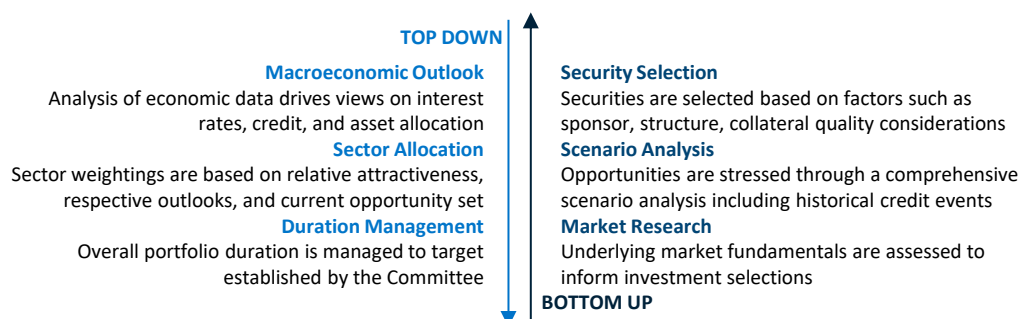 TOP DOWN
Macroeconomic Outlook
Analysis of economic data drives views on interest
rates, credit, and asset allocation
Sector Allocation
Sector weightings are based on relative attractiveness,
respective outlooks, and current opportunity set
Duration Management
Overall portfolio duration is managed to target
established by the Committee
Security Selection
Securities are selected based on factors such as
sponsor, structure, collateral quality considerations
Scenario Analysis
Opportunities are stressed through a comprehensive
scenario analysis including historical credit events
Market Research
Underlying market fundamentals are assessed to
inform investment selections
BOTTOM UP